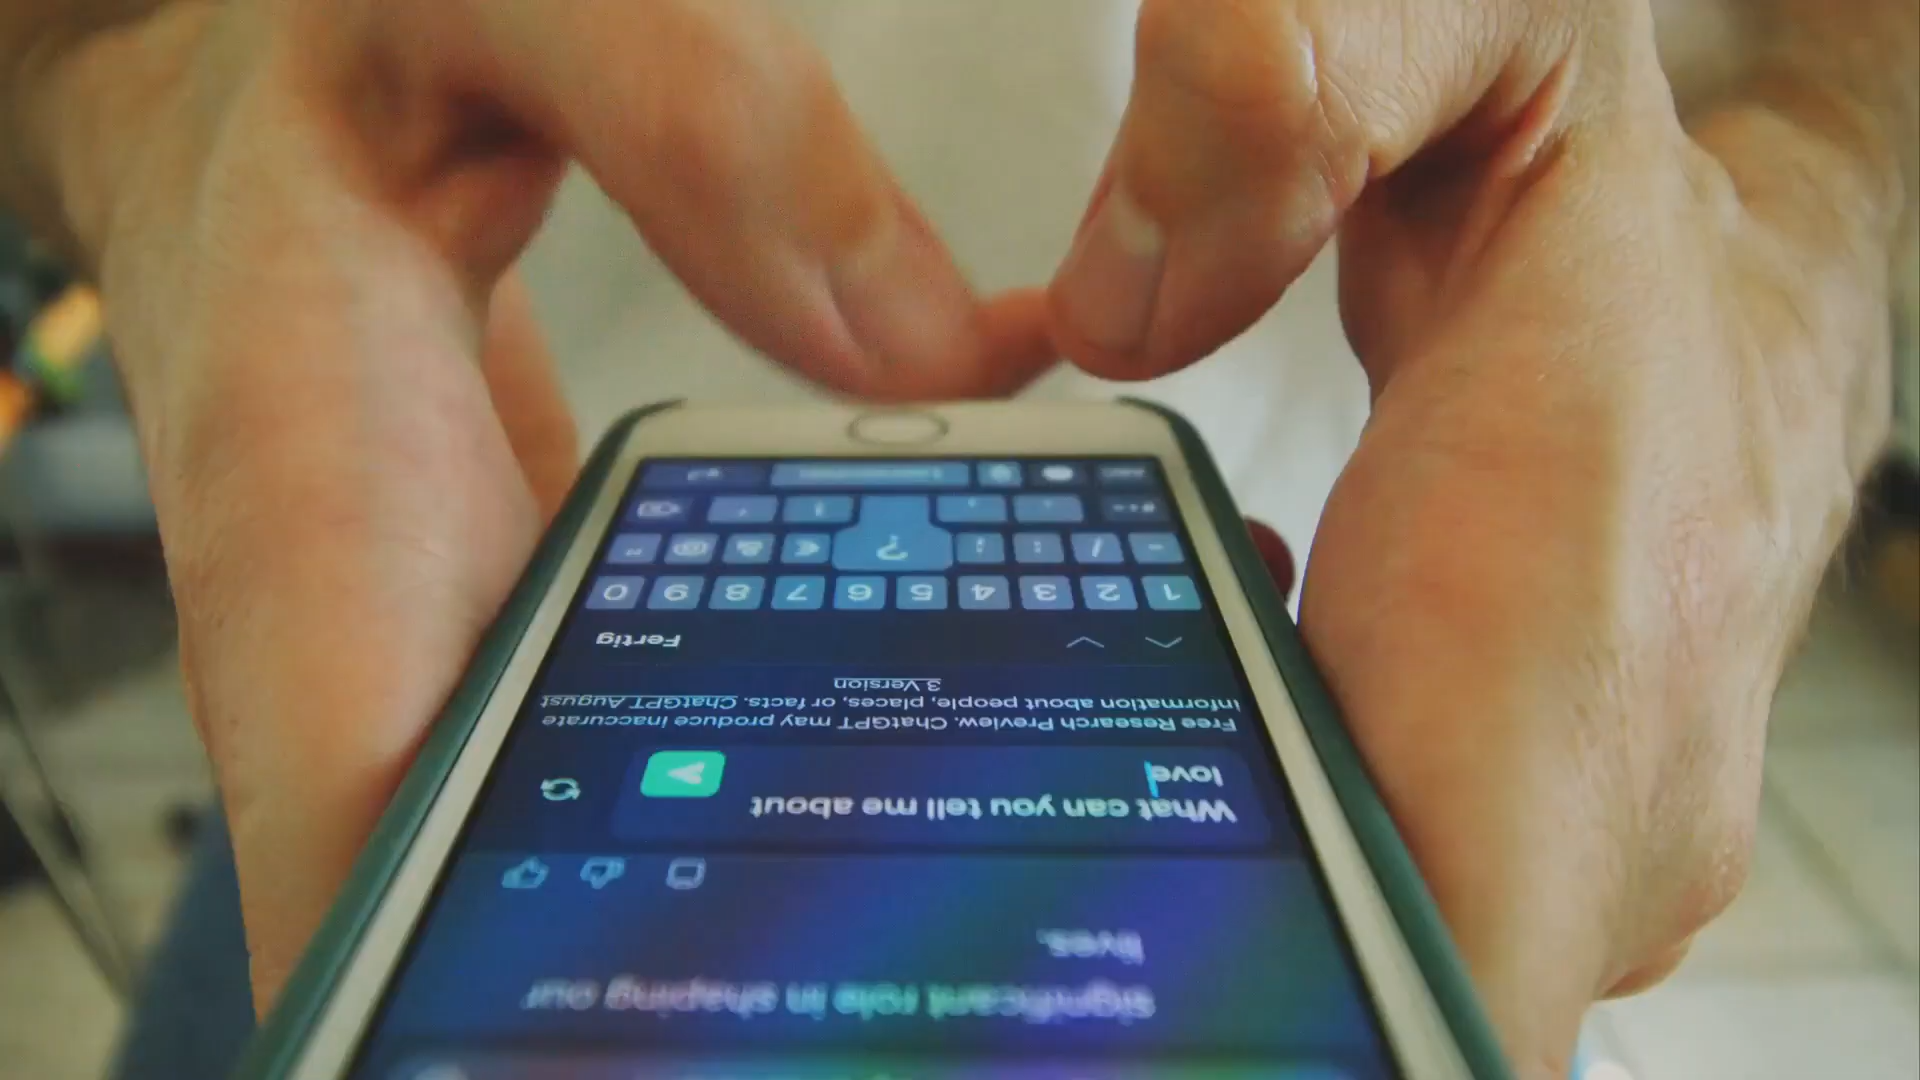 significant role in shaping our
lives.
What can you tell me about
love
Free Research Preview. ChatGPT may produce inaccurate
information about people, places, or facts. ChatGPT August
3 Version
Fertig
1 2 3 4 5 6 7 8 9 0
- / : ; ? € & @ "
#+= . , ! '